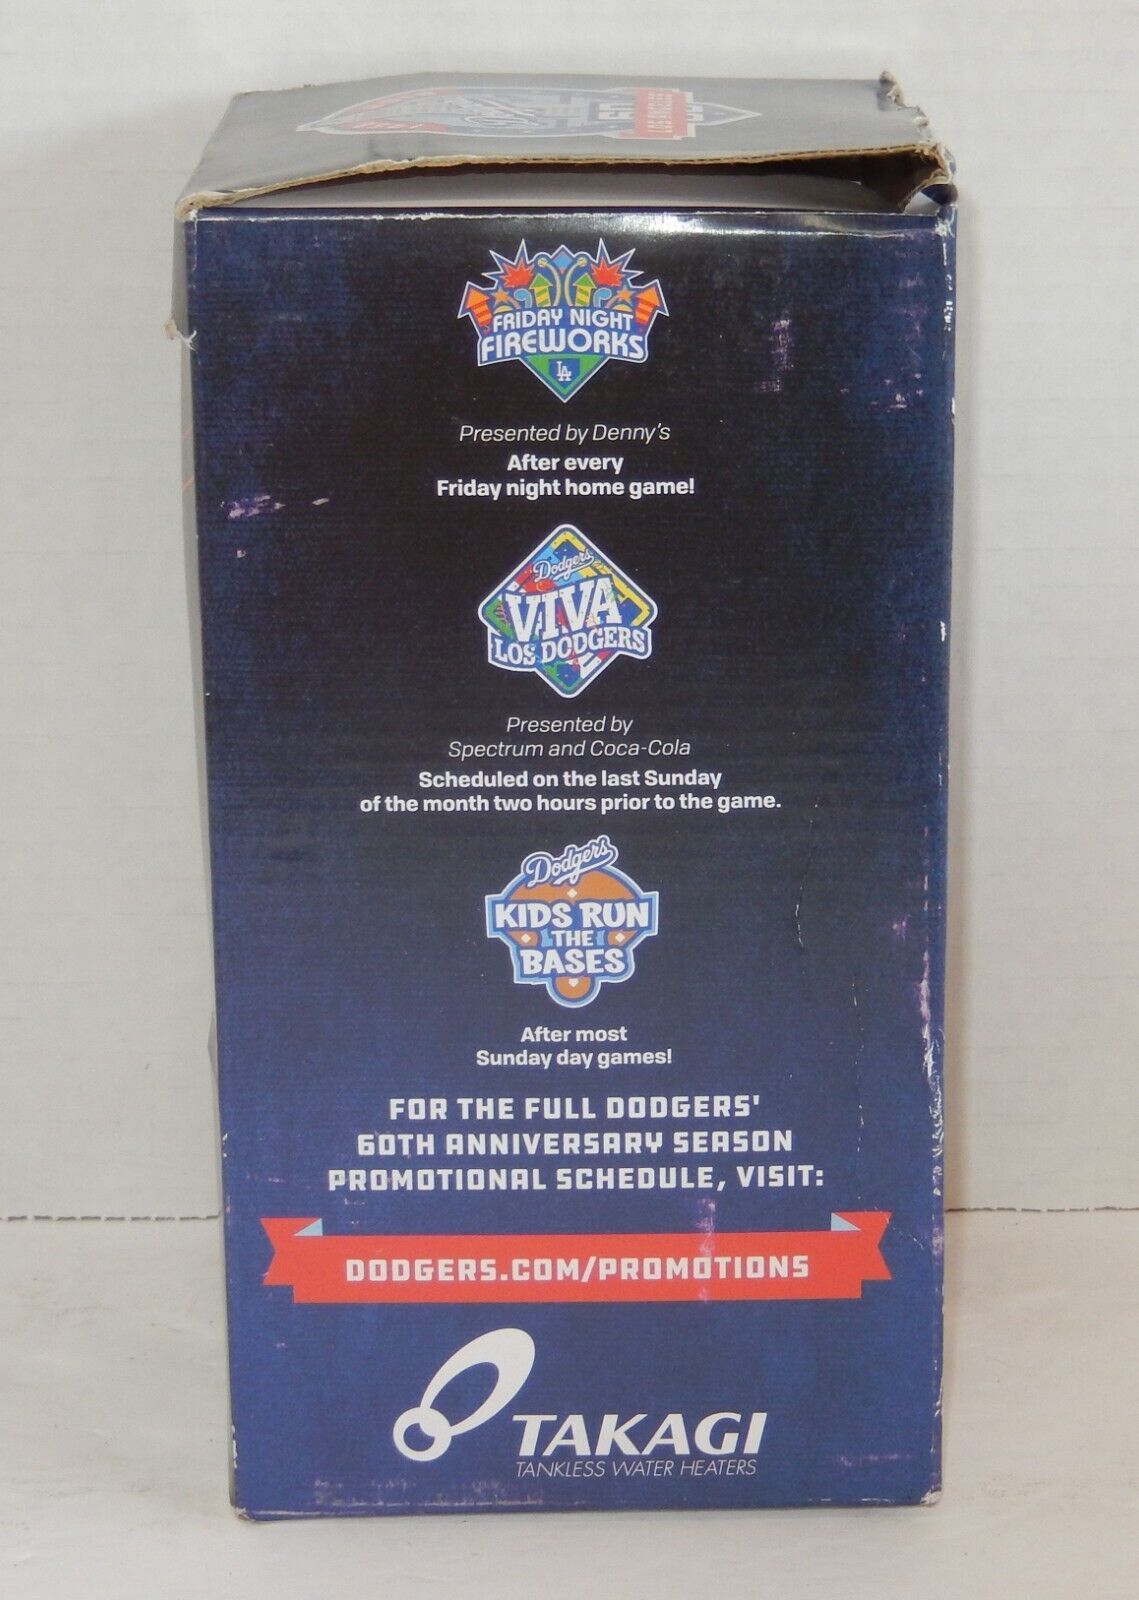 60
LOS ANGELES
FRIDAY NIGHT
FIREWORKS
LA
Presented by Denny's
After every
Friday night home game!
Dodgers
VIVA
LOS DODGERS
Presented by
Spectrum and Coca-Cola
Scheduled on the last Sunday
of the month two hours prior to the game.
Dodgers
KIDS RUN
THE
BASES
After most
Sunday day games!
FOR THE FULL DODGERS'
60TH ANNIVERSARY SEASON
PROMOTIONAL SCHEDULE, VISIT:
DODGERS.COM/PROMOTIONS
TAKAGI
TANKLESS WATER HEATERS